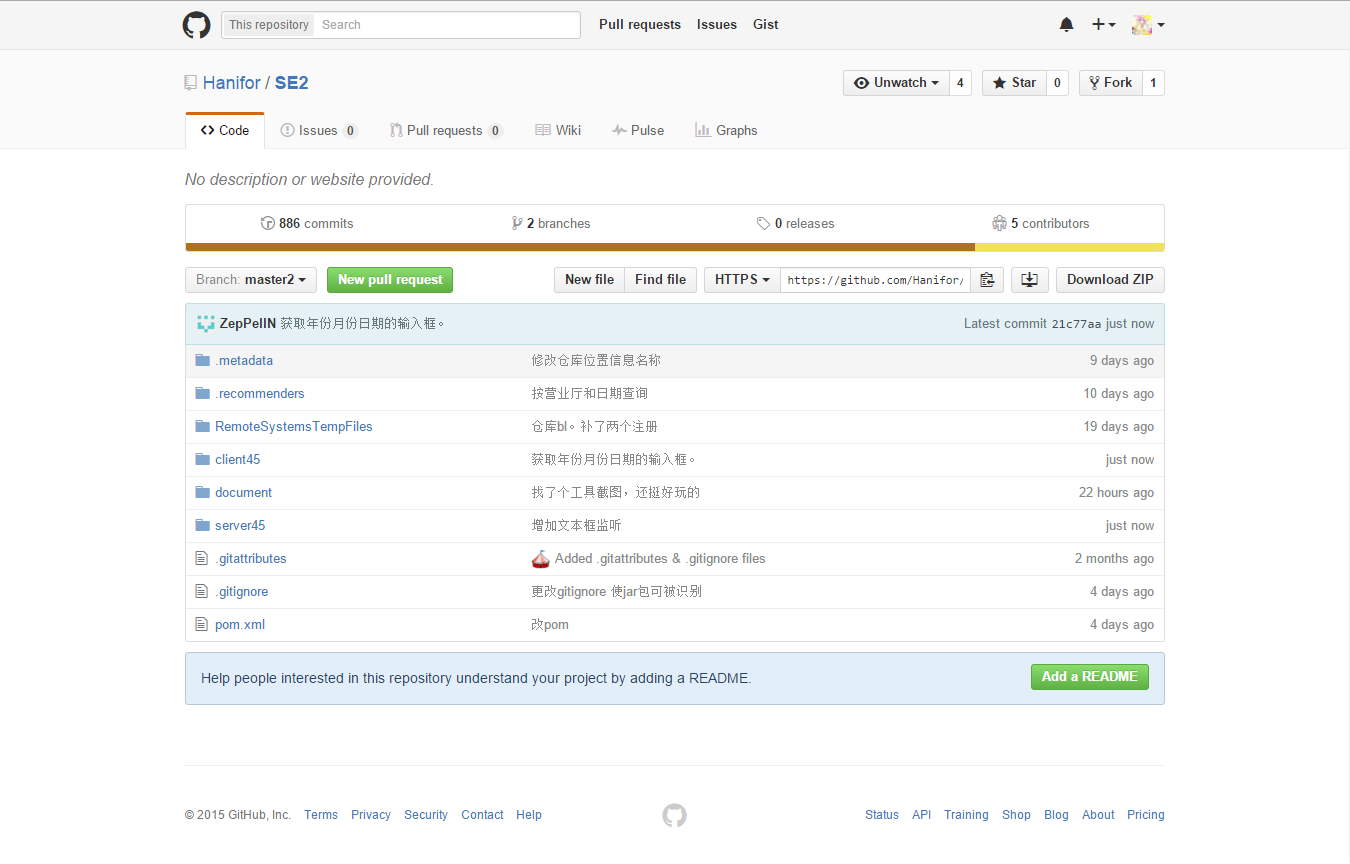 This repository Search Pull requests Issues Gist
Hanifor / SE2 Unwatch 4 Star 0 Fork 1
Code Issues 0 Pull requests 0 Wiki Pulse Graphs
No description or website provided.
886 commits 2 branches 0 releases 5 contributors
Branch: master2 New pull request New file Find file HTTPS https://github.com/Hanifor/ Download ZIP
ZepPelIN 获取年份月份日期的输入框。 Latest commit 21c77aa just now
.metadata 修改仓库位置信息名称 9 days ago
.recommenders 按营业厅和日期查询 10 days ago
RemoteSystemsTempFiles 仓库bl。补了两个注册 19 days ago
client45 获取年份月份日期的输入框。 just now
document 找了个工具截图，还挺好玩的 22 hours ago
server45 增加文本框监听 just now
.gitattributes Added .gitattributes & .gitignore files 2 months ago
.gitignore 更改gitignore 使jar包可被识别 4 days ago
pom.xml 改pom 4 days ago
Help people interested in this repository understand your project by adding a README. Add a README
© 2015 GitHub, Inc. Terms Privacy Security Contact Help Status API Training Shop Blog About Pricing